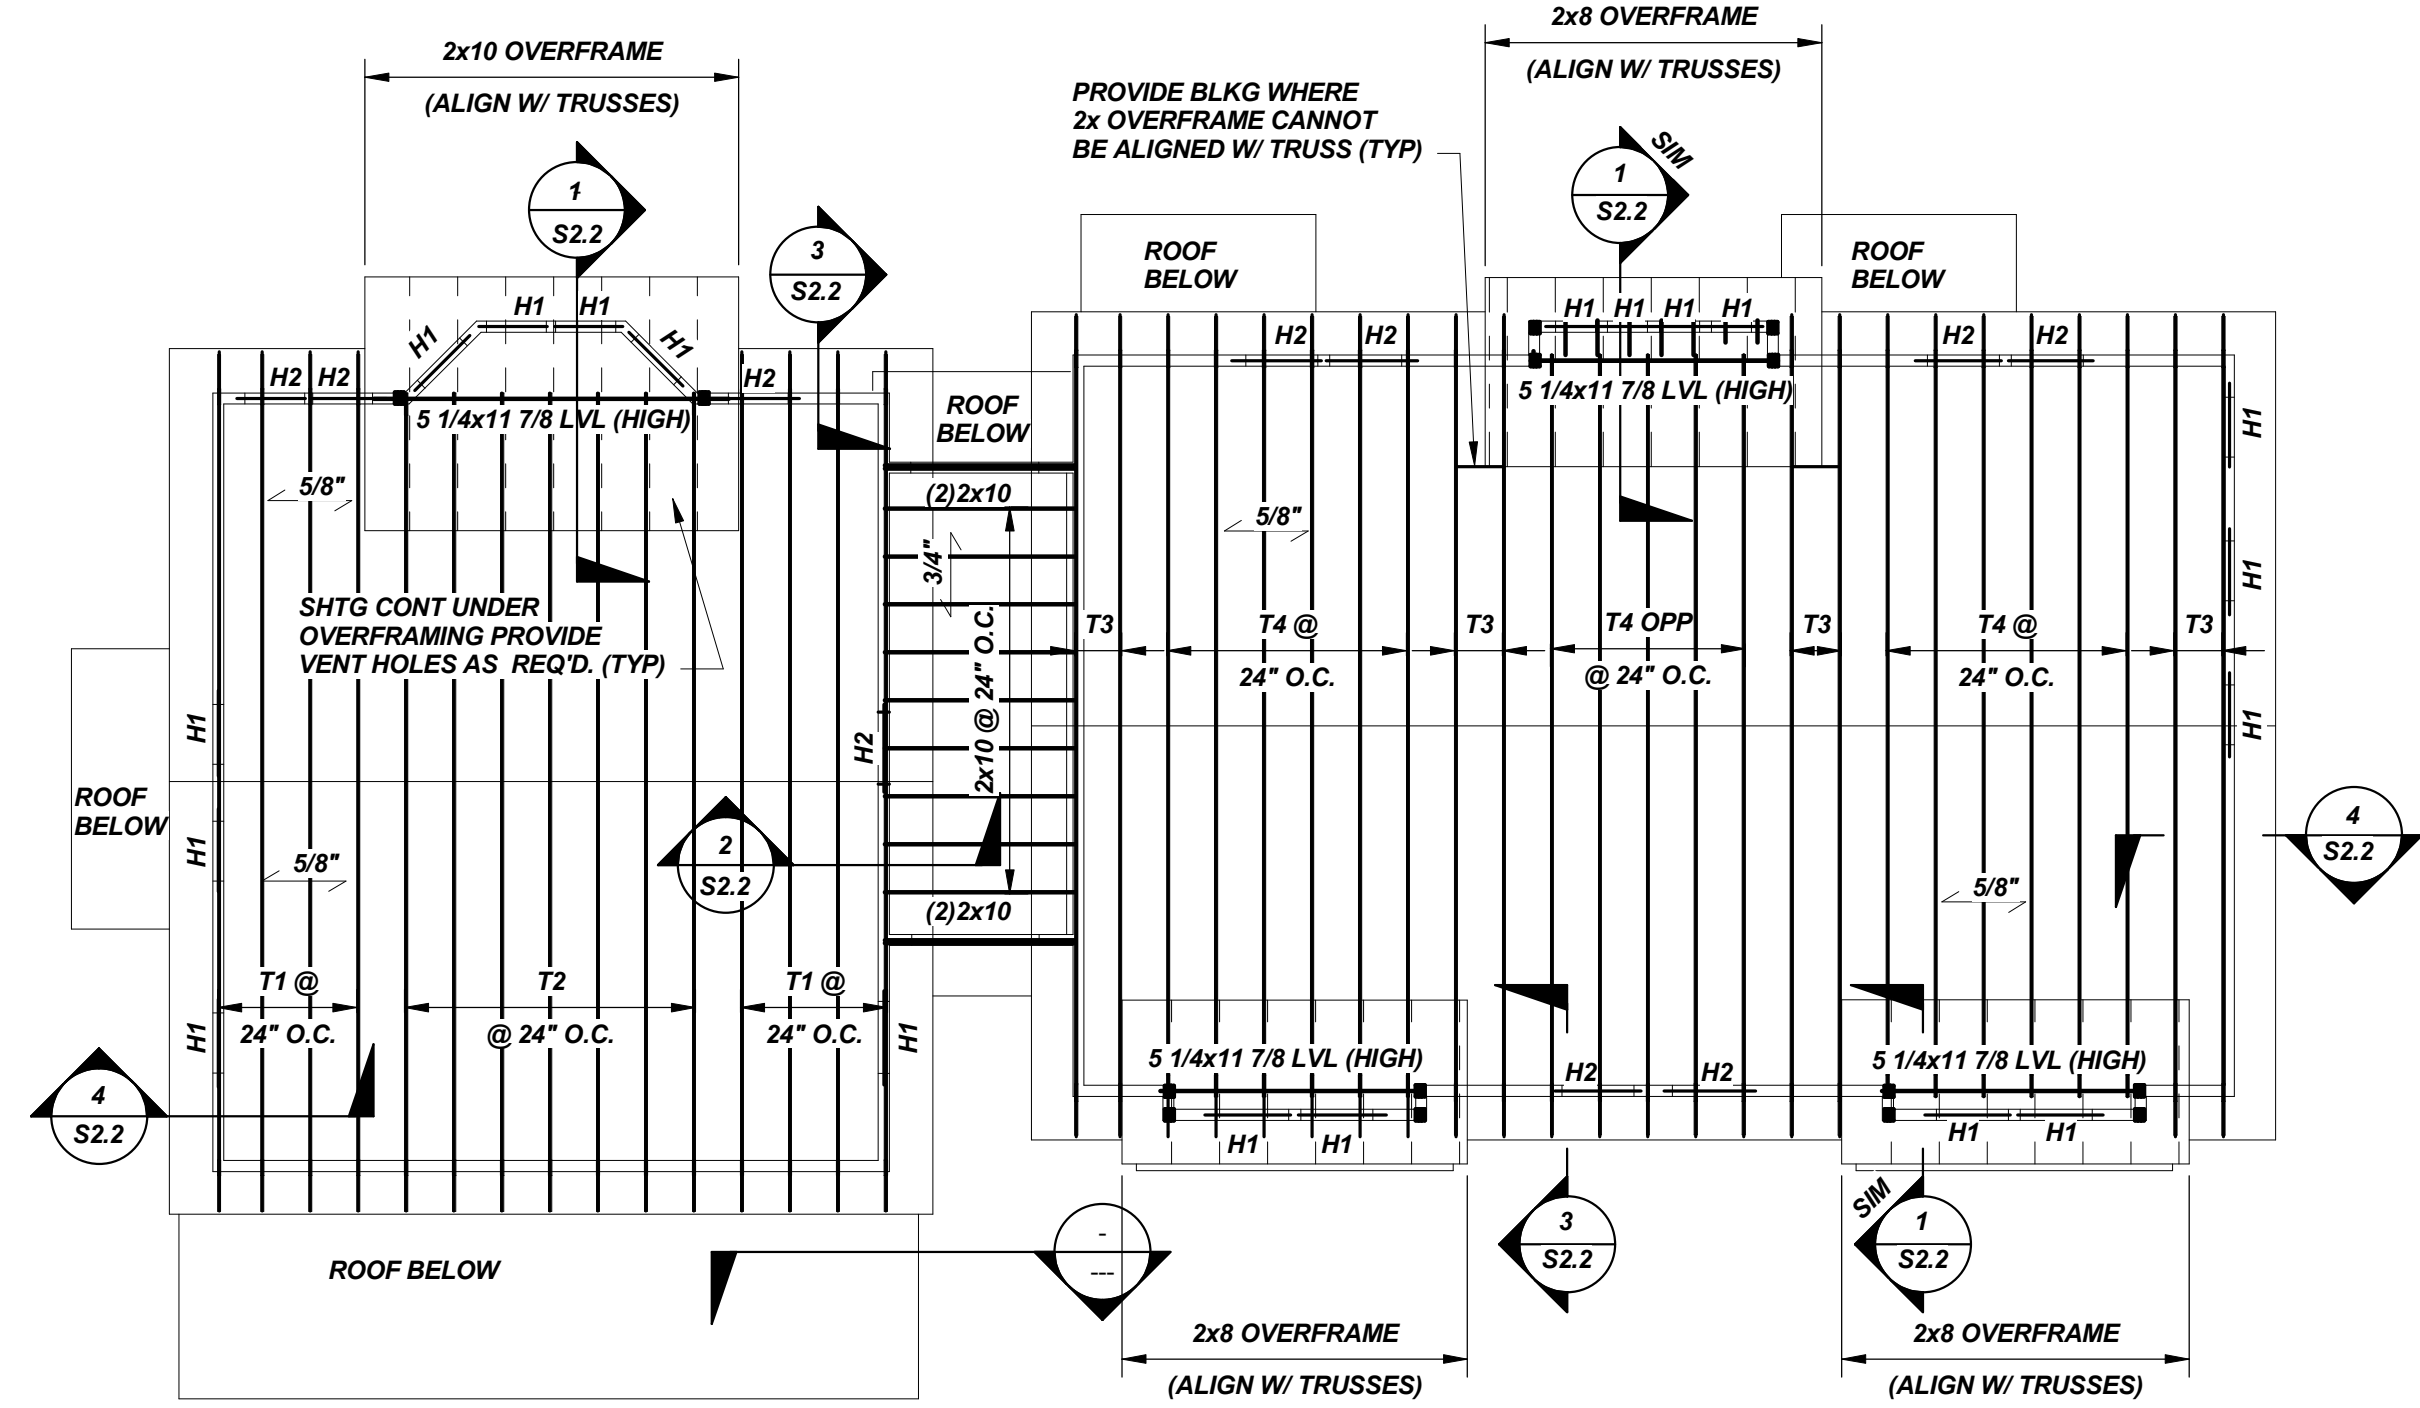 2x10 OVERFRAME
(ALIGN W/ TRUSSES)
2x8 OVERFRAME
(ALIGN W/ TRUSSES)
PROVIDE BLKG WHERE
2x OVERFRAME CANNOT
BE ALIGNED W/ TRUSS (TYP)
1
S2.2
3
S2.2
SIM
1
S2.2
ROOF
BELOW
ROOF
BELOW
H1
H1
H1
H1
H2
H2
H2
5 1/4x11 7/8 LVL (HIGH)
ROOF
BELOW
H2
H2
H1
H1
H1
H1
5 1/4x11 7/8 LVL (HIGH)
H2
H2
H1
H1
H1
5/8"
(2)2x10
3/4"
2x10 @ 24" O.C.
5/8"
SHTG CONT UNDER
OVERFRAMING PROVIDE
VENT HOLES AS REQ'D. (TYP)
T3
T4 @
24" O.C.
T3
T4 OPP
@ 24" O.C.
T3
T4 @
24" O.C.
T3
H1
H1
H1
H2
ROOF
BELOW
5/8"
2
S2.2
(2)2x10
5/8"
4
S2.2
T1 @
24" O.C.
T2
@ 24" O.C.
T1 @
24" O.C.
H1
4
S2.2
5 1/4x11 7/8 LVL (HIGH)
H1
H1
H2
H2
5 1/4x11 7/8 LVL (HIGH)
H1
H1
ROOF BELOW
-
---
3
S2.2
SIM
1
S2.2
2x8 OVERFRAME
(ALIGN W/ TRUSSES)
2x8 OVERFRAME
(ALIGN W/ TRUSSES)